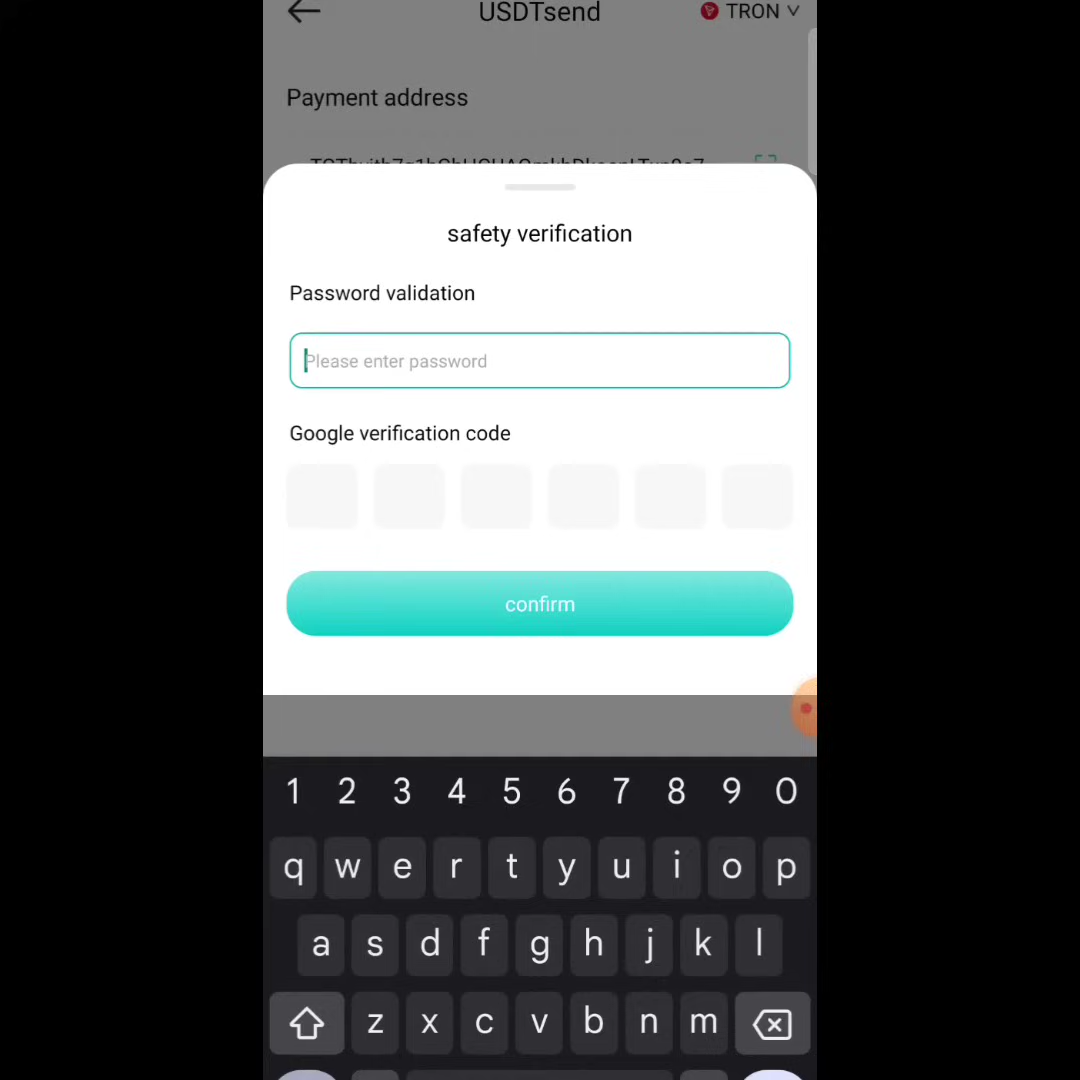 USDTsend
TRON
Payment address
safety verification
Password validation
Please enter password
Google verification code
confirm
1 2 3 4 5 6 7 8 9 0
q w e r t y u i o p
a s d f g h j k l
z x c v b n m